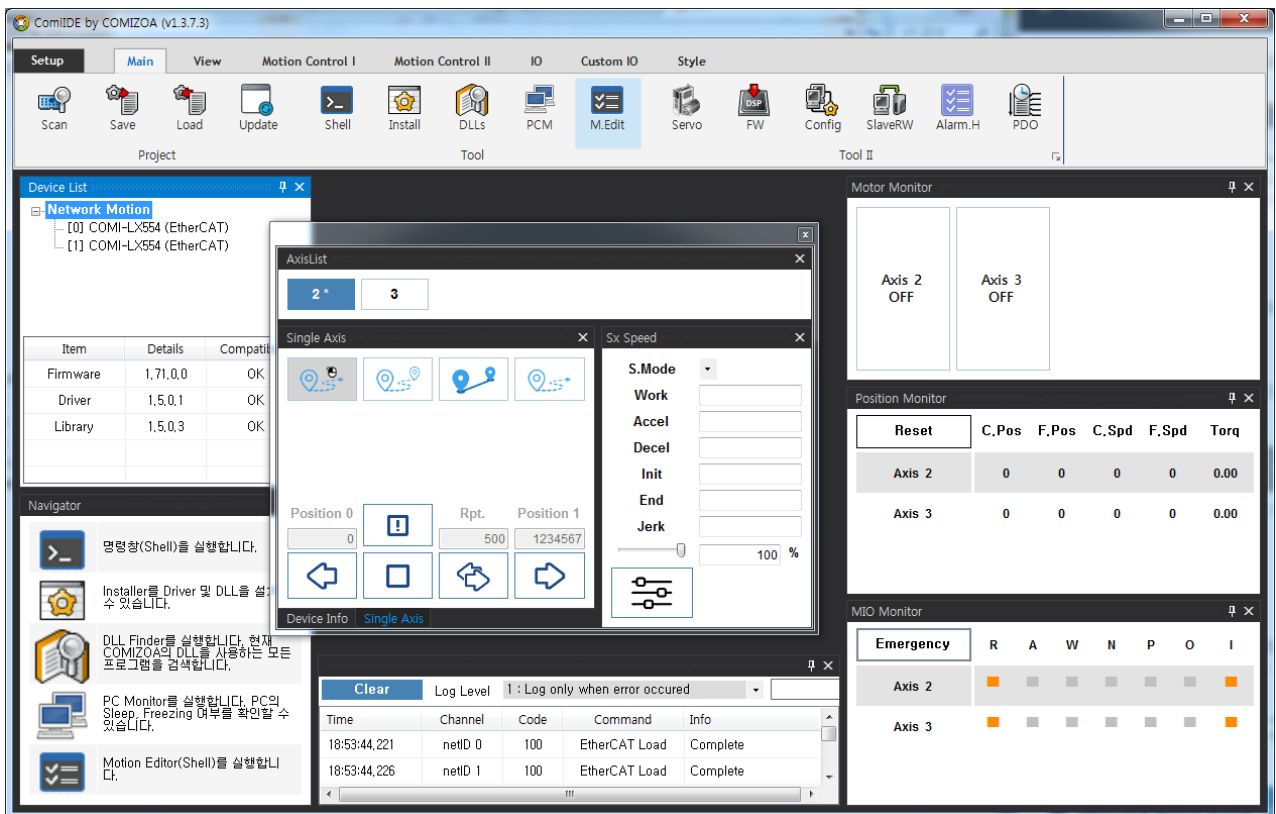 ComiIDE by COMIZOA (v1.3.7.3)
Setup Main View Motion Control I Motion Control II IO Custom IO Style
Scan Save Load Update Shell Install DLLs PCM M.Edit Servo FW Config SlaveRW Alarm.H PDO
DSP
Project Tool Tool II
Device List
Network Motion
[0] COMI-LX554 (EtherCAT)
[1] COMI-LX554 (EtherCAT)
Item Details
Firmware 1,71,0,0 OK
Driver 1,5,0,1 OK
Library 1,5,0,3 OK
Navigator
명령창(Shell)을 실행합니다.
Installer를 Driver 및 DLL을
수 있습니다.
DLL Finder를 실행합니다. 현재
COMIZOA의 DLL을 사용하는 모든
프로그램을 검색합니다.
PC Monitor를 실행합니다. PC의
Sleep, Freezing 여부를 확인할 수
있습니다.
Motion Editor(Shell)를 실행합니
다.
AxisList
2 * 3
Single Axis
Position 0 Rpt. Position 1
0 500 1234567
Device Info Single Axis
Sx Speed
S.Mode
Work
Accel
Decel
Init
End
Jerk
100 %
Clear Log Level 1 : Log only when error occured
Time Channel Code Command Info
18:53:44,221 netID 0 100 EtherCAT Load Complete
18:53:44,226 netID 1 100 EtherCAT Load Complete
Motor Monitor
Axis 2
OFF
Axis 3
OFF
Position Monitor
Reset C.Pos F.Pos C.Spd F.Spd Torq
Axis 2 0 0 0 0 0.00
Axis 3 0 0 0 0 0.00
MIO Monitor
Emergency R A W N P O I
Axis 2
Axis 3